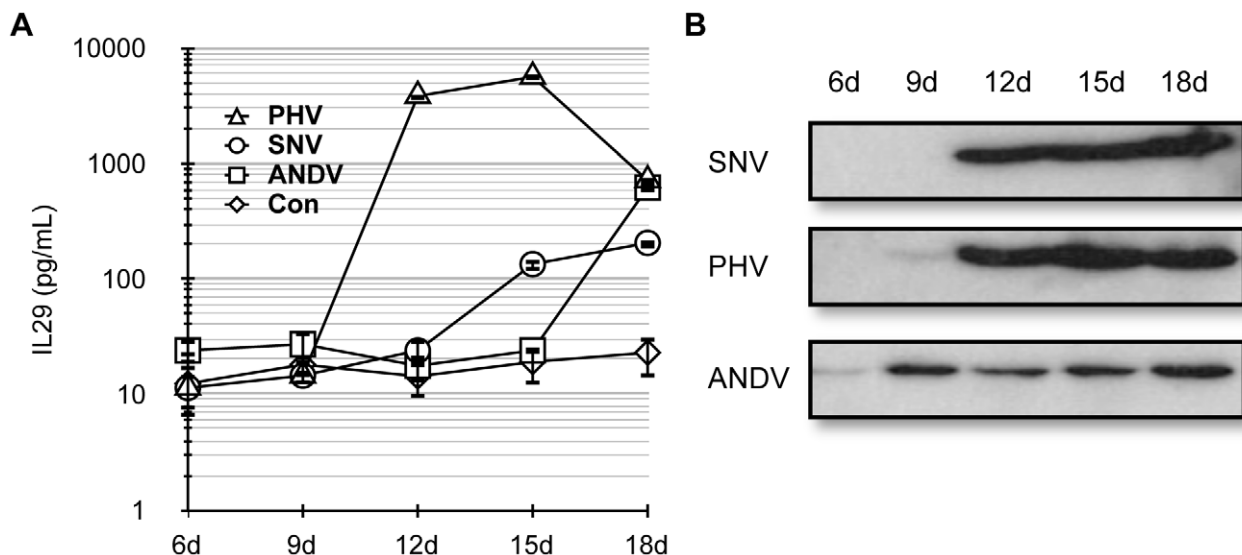 A
IL29 (pg/mL)
10000
1000
100
10
1
PHV
SNV
ANDV
Con
6d 9d 12d 15d 18d
B
6d 9d 12d 15d 18d
SNV
PHV
ANDV